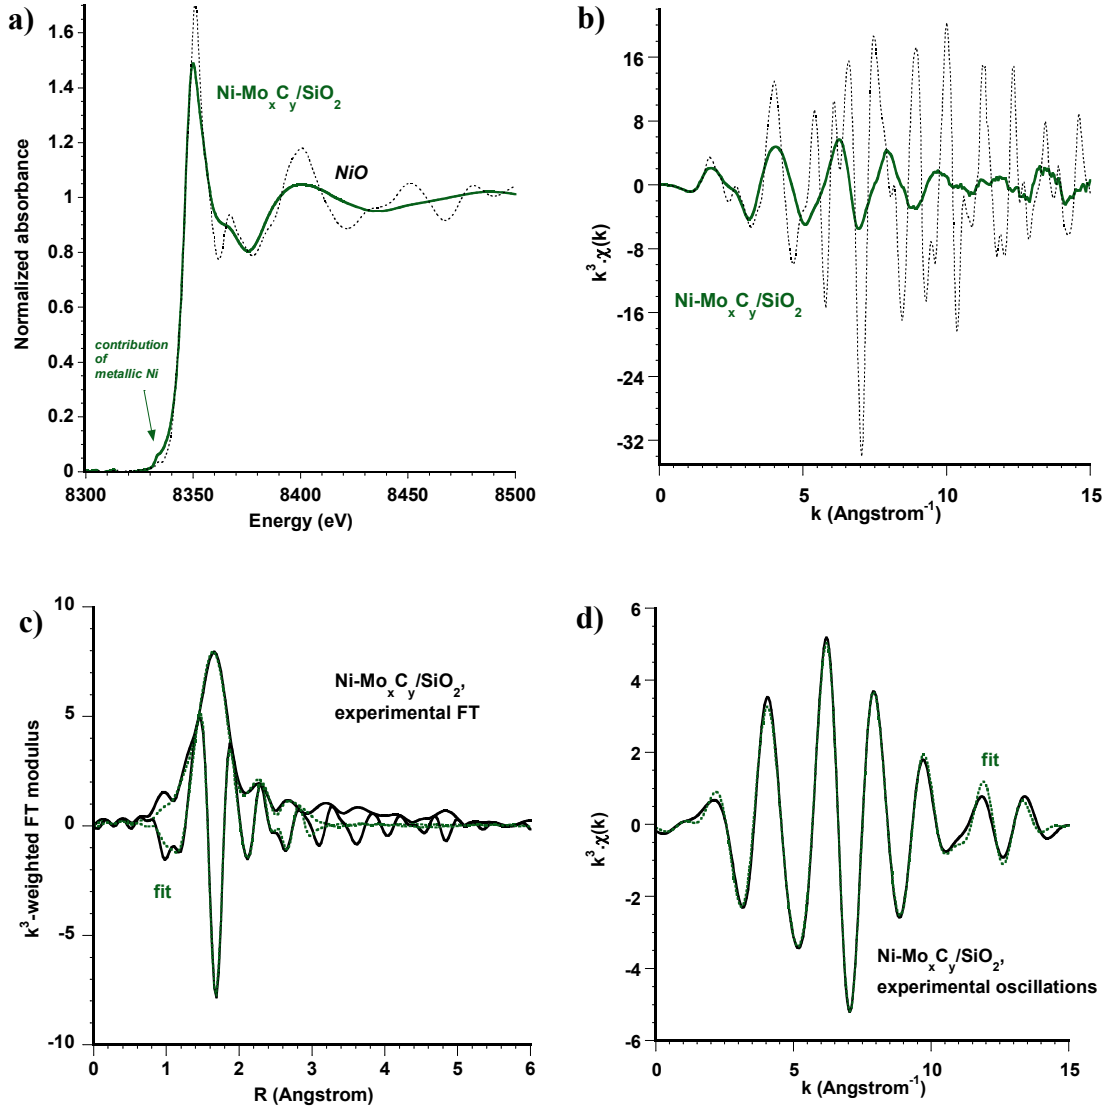 a)
Normalized absorbance
1.6
1.4
1.2
1
0.8
0.6
0.4
0.2
0
Ni-MoxCy/SiO2
NiO
contribution
of
metallic Ni
8300 8350 8400 8450 8500
Energy (eV)
b)
k3.χ(k)
16
8
0
-8
-16
-24
-32
Ni-MoxCy/SiO2
0 5 10 15
k (Angstrom-1)
c)
k3-weighted FT modulus
10
5
0
-5
-10
Ni-MoxCy/SiO2,
experimental FT
fit
0 1 2 3 4 5 6
R (Angstrom)
d)
k3.χ(k)
6
4
2
0
-2
-4
-6
fit
Ni-MoxCy/SiO2,
experimental oscillations
0 5 10 15
k (Angstrom-1)